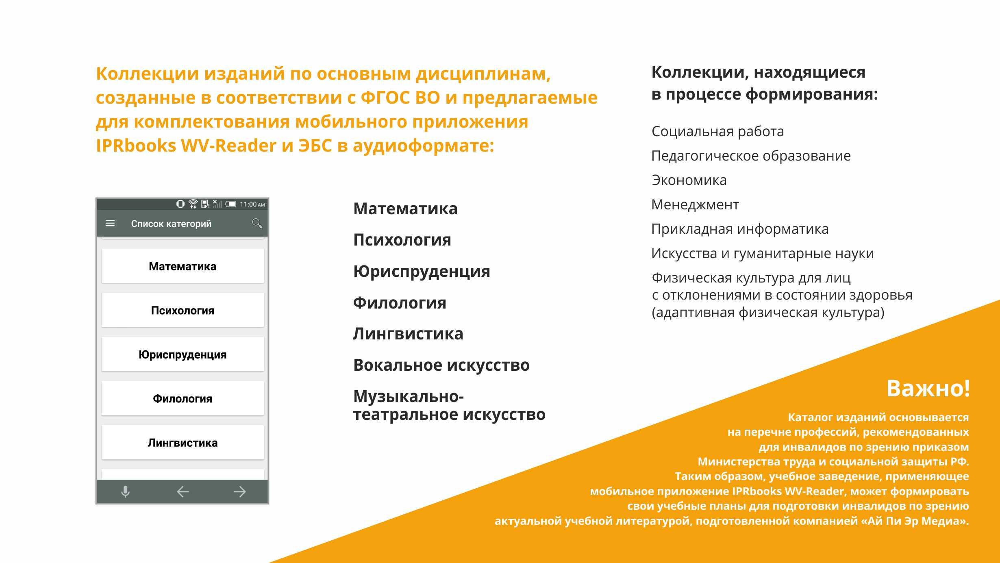 Коллекции изданий по основным дисциплинам,
созданные в соответствии с ФГОС ВО и предлагаемые
для комплектования мобильного приложения
IPRbooks WV-Reader и ЭБС в аудиоформате:
11:00 AM
Список категорий
Математика
Психология
Юриспруденция
Филология
Лингвистика
Математика
Психология
Юриспруденция
Филология
Лингвистика
Вокальное искусство
Музыкально-
театральное искусство
Коллекции, находящиеся
в процессе формирования:
Социальная работа
Педагогическое образование
Экономика
Менеджмент
Прикладная информатика
Искусства и гуманитарные науки
Физическая культура для лиц
с отклонениями в состоянии здоровья
(адаптивная физическая культура)
Важно!
Каталог изданий основывается
на перечне профессий, рекомендованных
для инвалидов по зрению приказом
Министерства труда и социальной защиты РФ.
Таким образом, учебное заведение, применяющее
мобильное приложение IPRbooks WV-Reader, может формировать
свои учебные планы для подготовки инвалидов по зрению
актуальной учебной литературой, подготовленной компанией «Ай Пи Эр Медиа».